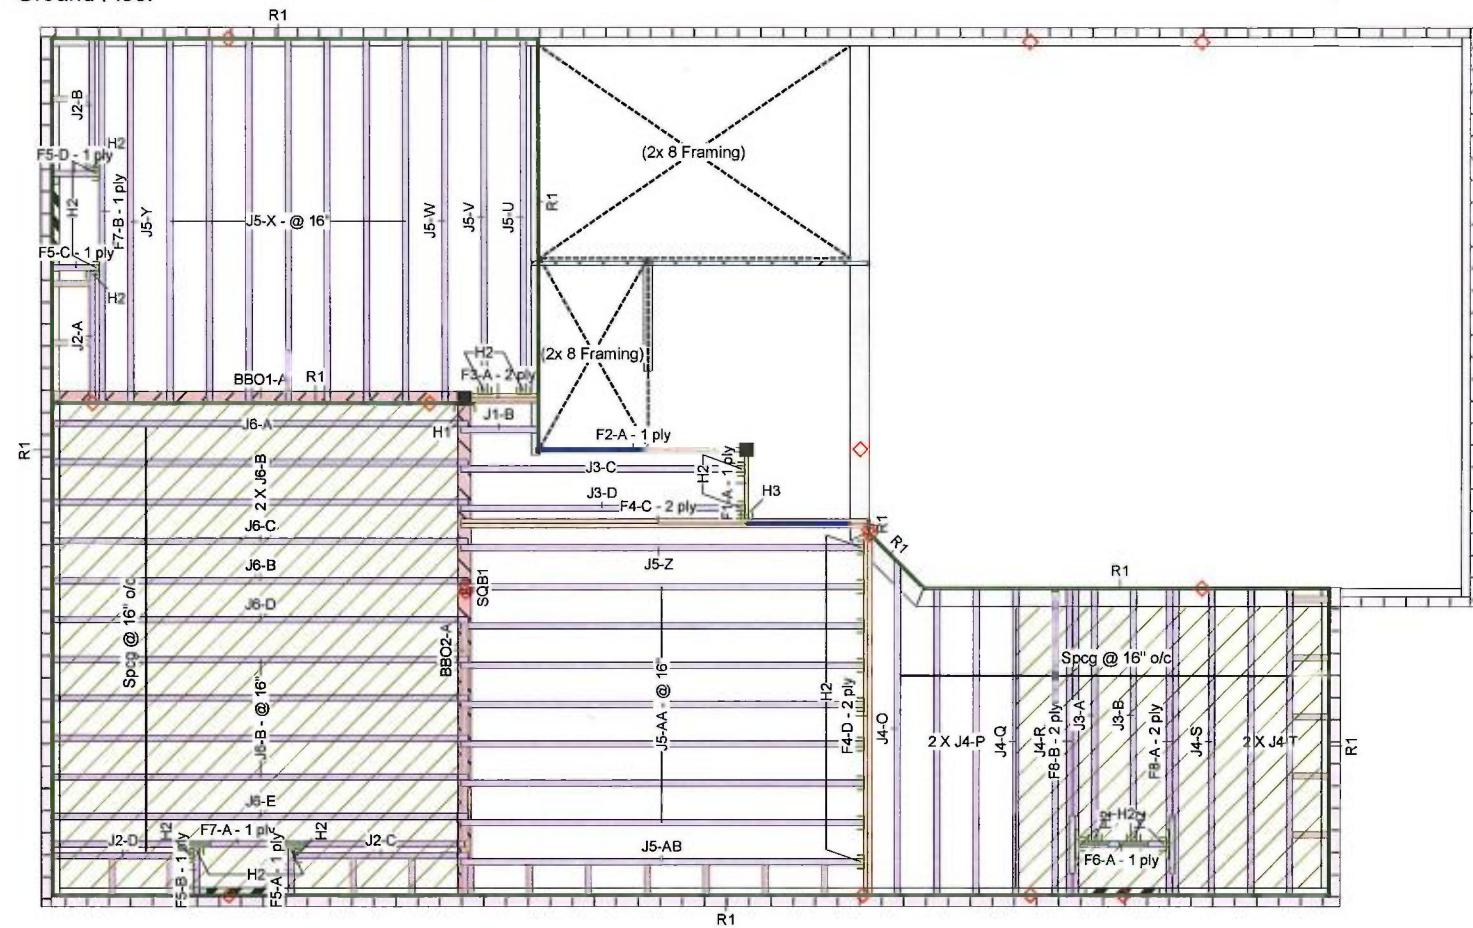 R1
J2-B
H2
F5-D - 1 ply
H2
F7-B - 1 ply
J5-Y
J5-X - @ 16"
J5-W
J5-V
J5-U
R1
(2x 8 Framing)
F5-C - 1 ply
H2
J2-A
BBO1-A
R1
H2
F3-A - 2 ply
(2x 8 Framing)
J1-B
H1
F2-A - 1 ply
R1
J6-A
2 X J6-B
J3-C
H2
F1-A - 1 ply
H3
J3-D
F4-C - 2 ply
J6-C
R1
R1
J6-B
J5-Z
SQB1
R1
J6-D
Spcg @ 16" o/c
BBO2-A
Spcg @ 16" o/c
J6-B - @ 16"
J5-AA - @ 16"
H2
F4-D - 2 ply
J4-O
2 X J4-P
J4-Q
J4-R
F8-B - 2 ply
J3-A
J3-B
F8-A - 2 ply
J4-S
2 X J4-T
R1
J6-E
J2-D
H2
F7-A - 1 ply
H2
J2-C
J5-AB
H2
H2
H2
F6-A - 1 ply
F5-B - 1 ply
H2
F5-A - 1 ply
R1